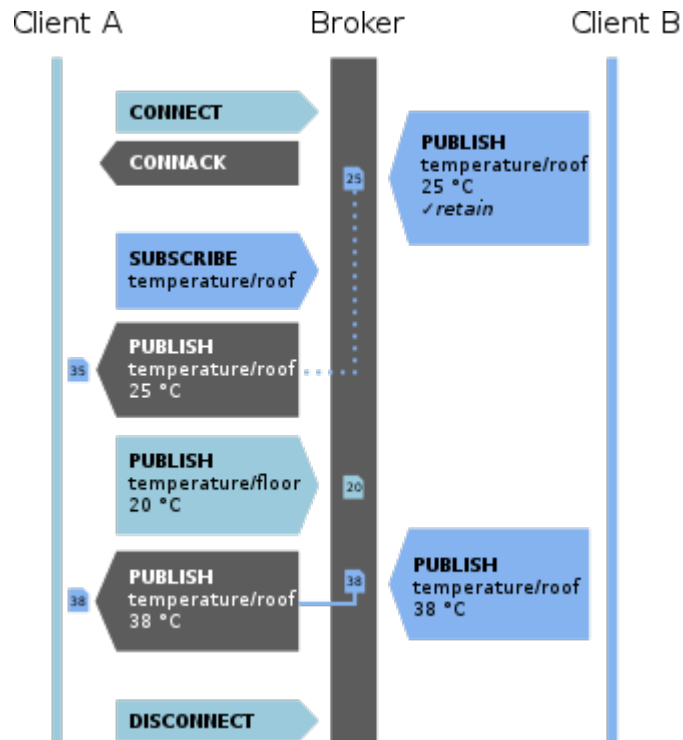 Client A
Broker
Client B
CONNECT
CONNACK
PUBLISH
temperature/roof
25 °C
✓retain
25
SUBSCRIBE
temperature/roof
PUBLISH
temperature/roof
25 °C
35
PUBLISH
temperature/floor
20 °C
20
PUBLISH
temperature/roof
38 °C
38
PUBLISH
temperature/roof
38 °C
38
DISCONNECT